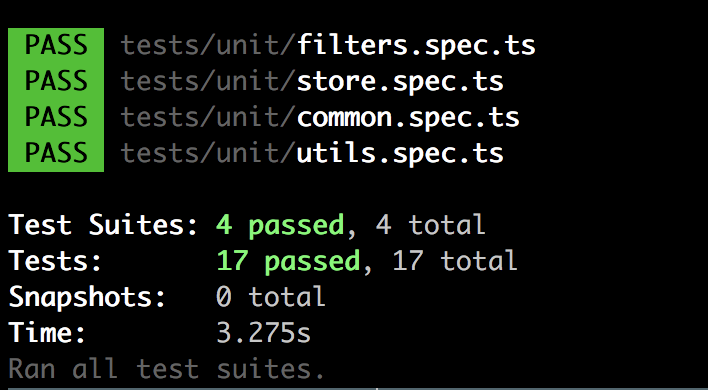 PASS tests/unit/filters.spec.ts
PASS tests/unit/store.spec.ts
PASS tests/unit/common.spec.ts
PASS tests/unit/utils.spec.ts
Test Suites: 4 passed, 4 total
Tests: 17 passed, 17 total
Snapshots: 0 total
Time: 3.275s
Ran all test suites.